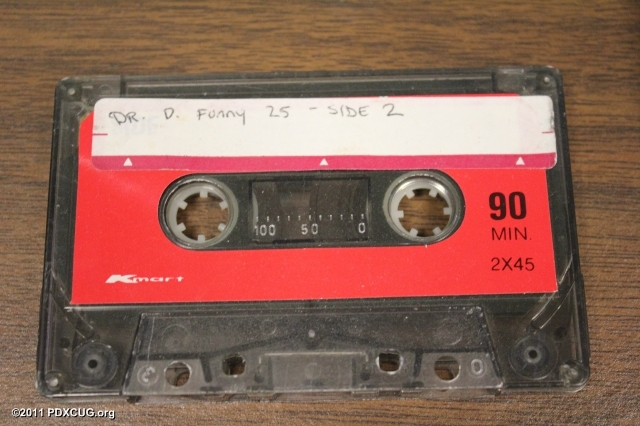 DR. D. FUNNY 25 - SIDE 2
100 50 0
90
MIN.
2X45
Kmart
©2011 PDXCUG.org